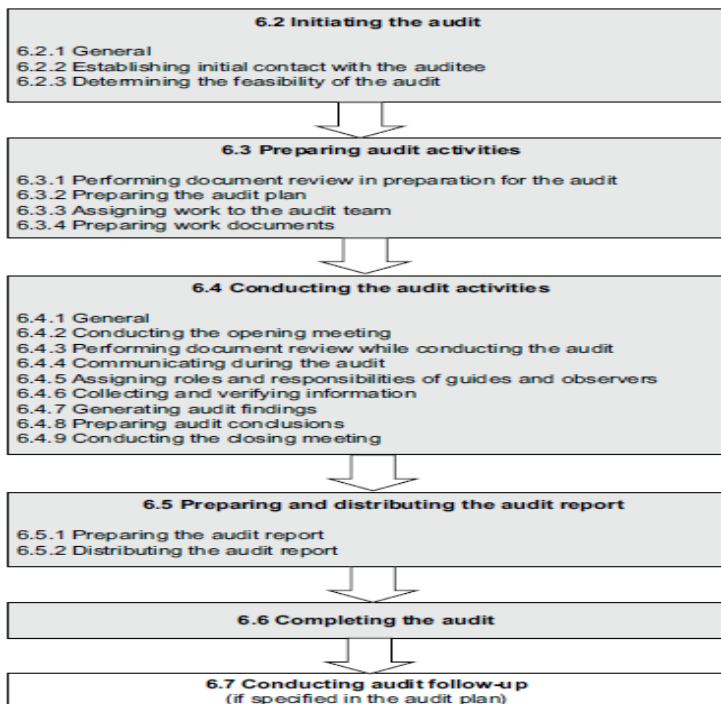 6.2 Initiating the audit
6.2.1 General
6.2.2 Establishing initial contact with the auditee
6.2.3 Determining the feasibility of the audit
6.3 Preparing audit activities
6.3.1 Performing document review in preparation for the audit
6.3.2 Preparing the audit plan
6.3.3 Assigning work to the audit team
6.3.4 Preparing work documents
6.4 Conducting the audit activities
6.4.1 General
6.4.2 Conducting the opening meeting
6.4.3 Performing document review while conducting the audit
6.4.4 Communicating during the audit
6.4.5 Assigning roles and responsibilities of guides and observers
6.4.6 Collecting and verifying information
6.4.7 Generating audit findings
6.4.8 Preparing audit conclusions
6.4.9 Conducting the closing meeting
6.5 Preparing and distributing the audit report
6.5.1 Preparing the audit report
6.5.2 Distributing the audit report
6.6 Completing the audit
6.7 Conducting audit follow-up
(if specified in the audit plan)